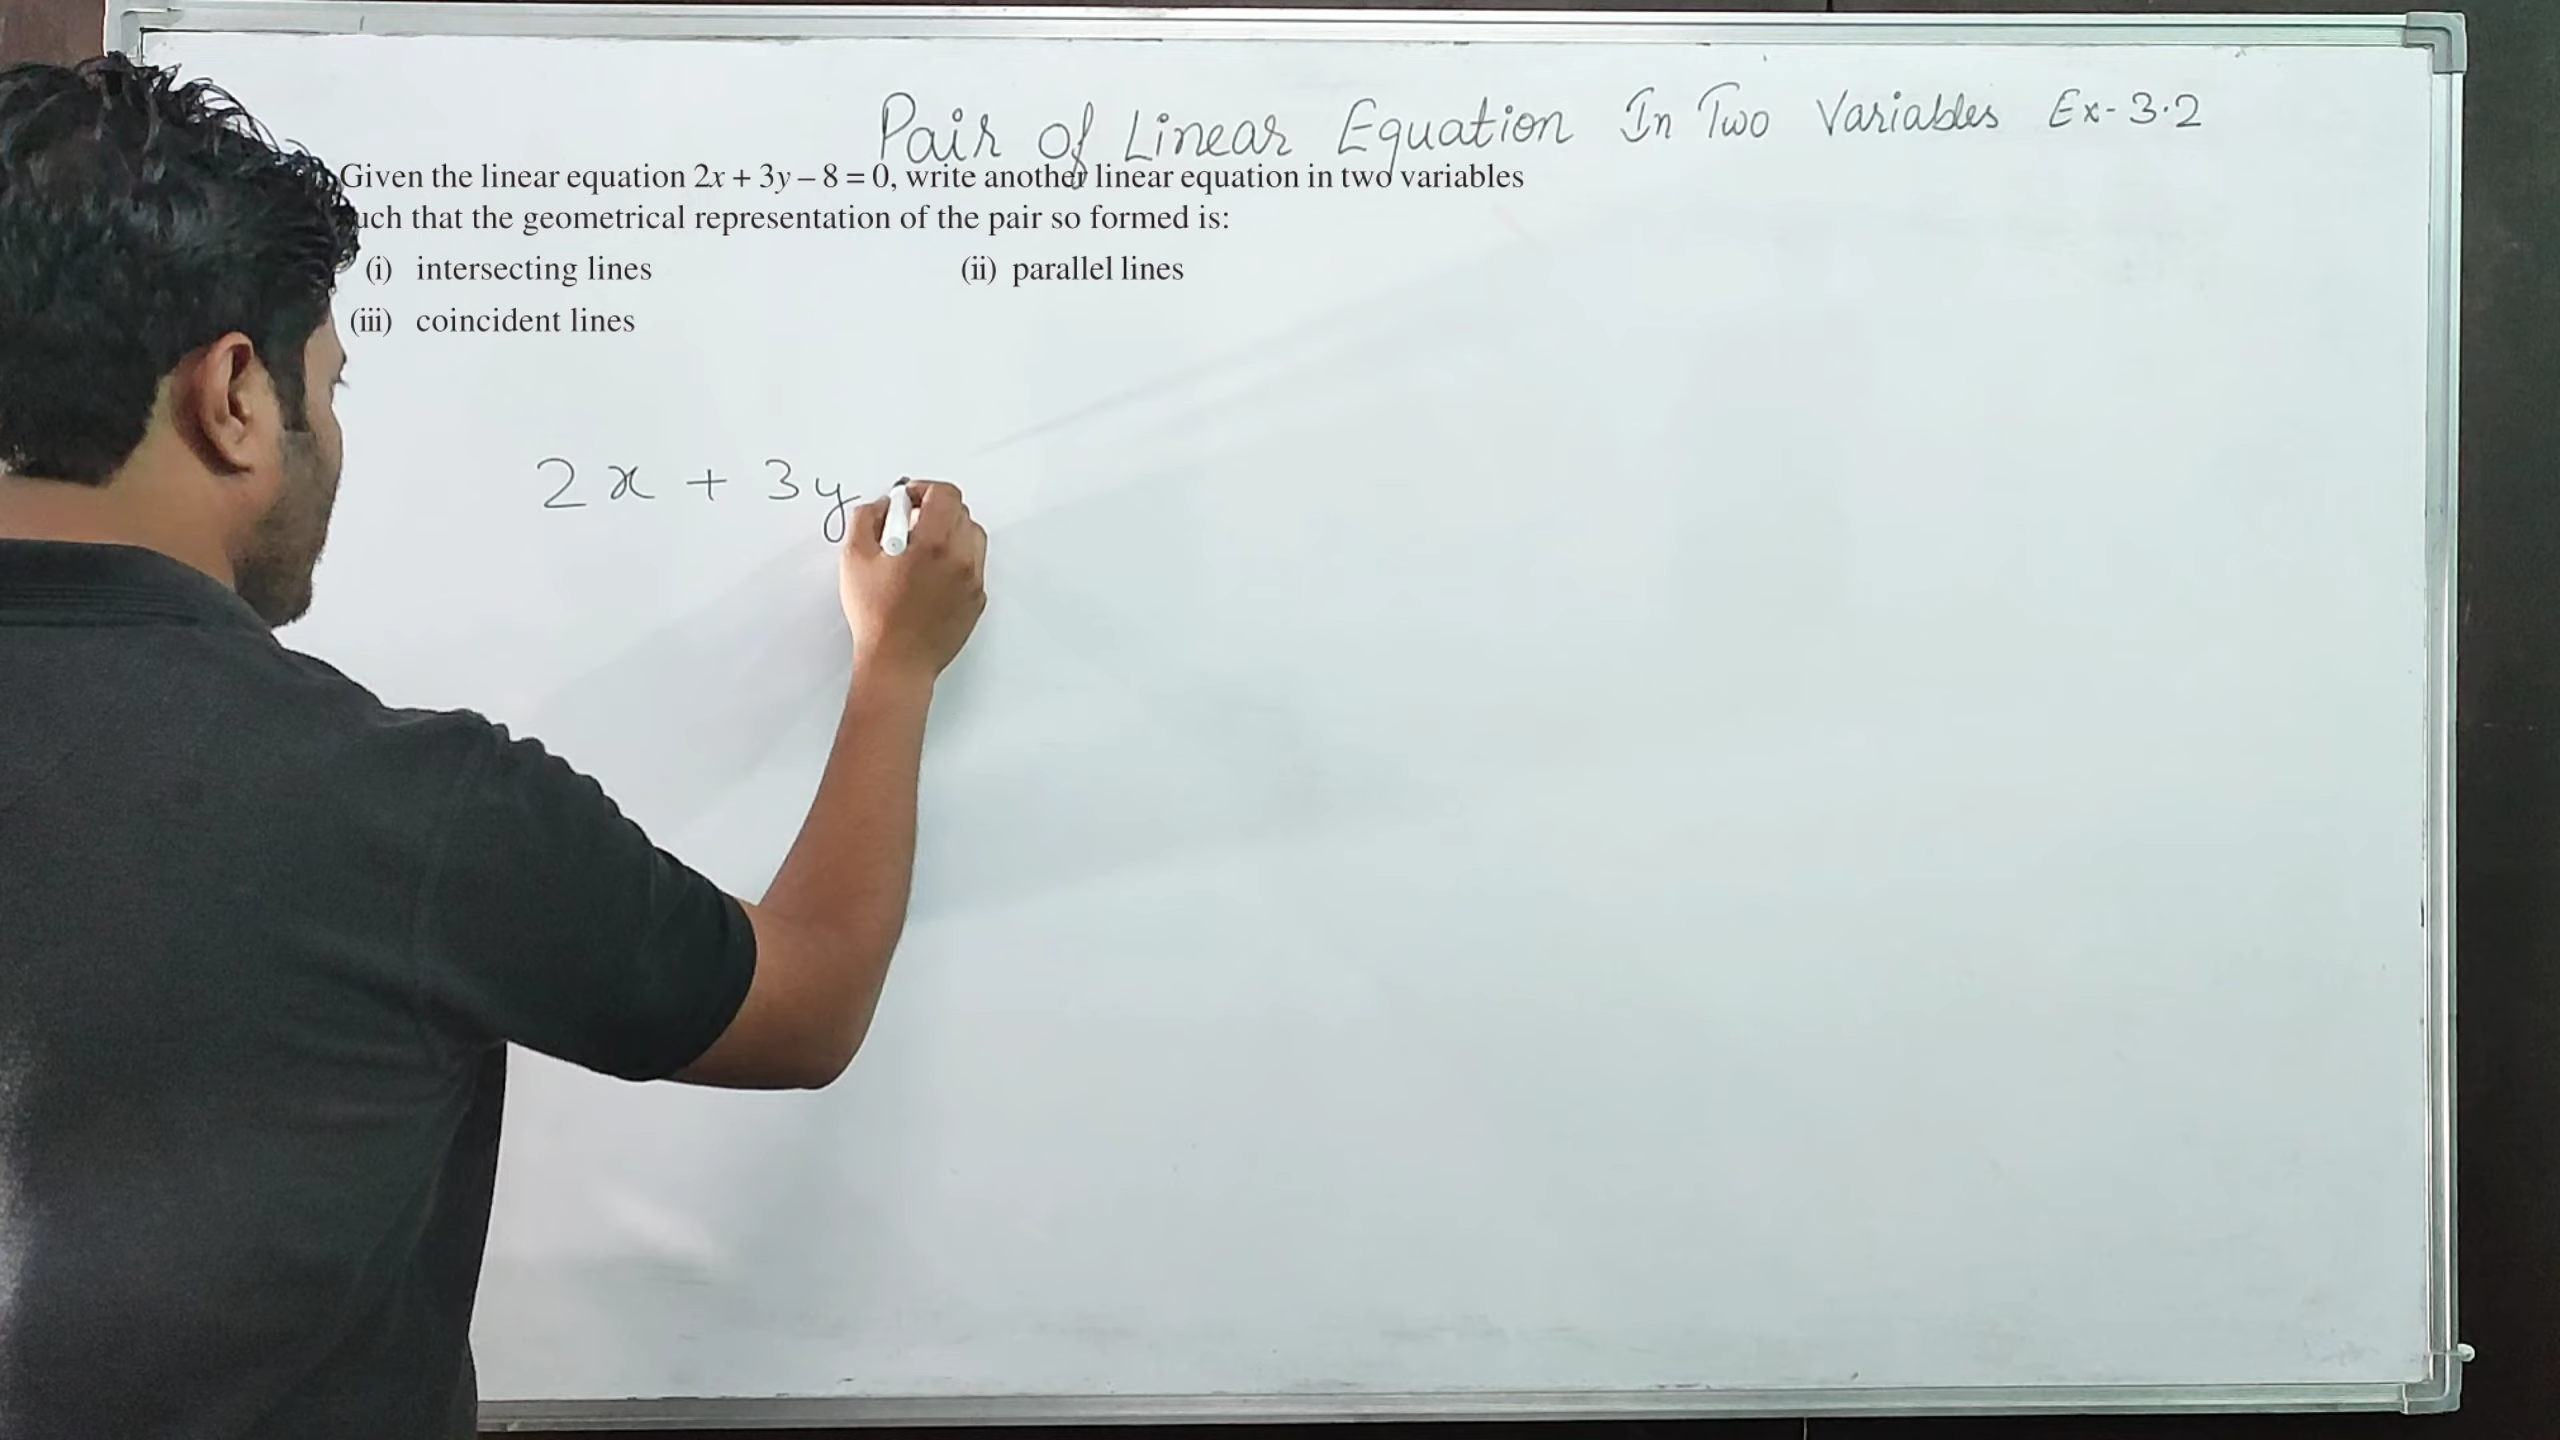 Pair of Linear Equation In Two Variables Ex-3.2
Given the linear equation 2x + 3y – 8 = 0, write another linear equation in two variables
uch that the geometrical representation of the pair so formed is:
(i) intersecting lines (ii) parallel lines
(iii) coincident lines
2x + 3y